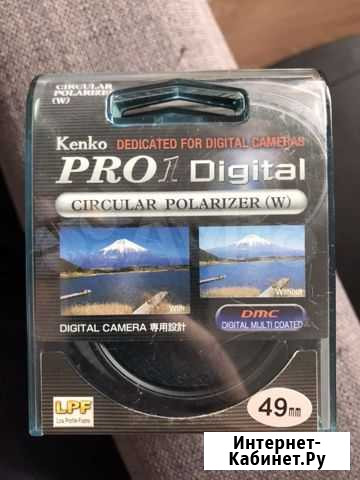 CIRCULAR
POLARIZER
(W)
Kenko DEDICATED FOR DIGITAL CAMERAS
PRO1 Digital
CIRCULAR POLARIZER (W)
With
Without
DIGITAL CAMERA 専用設計
DMC
DIGITAL MULTI COATED
LPF
Low Profile Frame
49mm
Интернет-
Кабинет.Ру